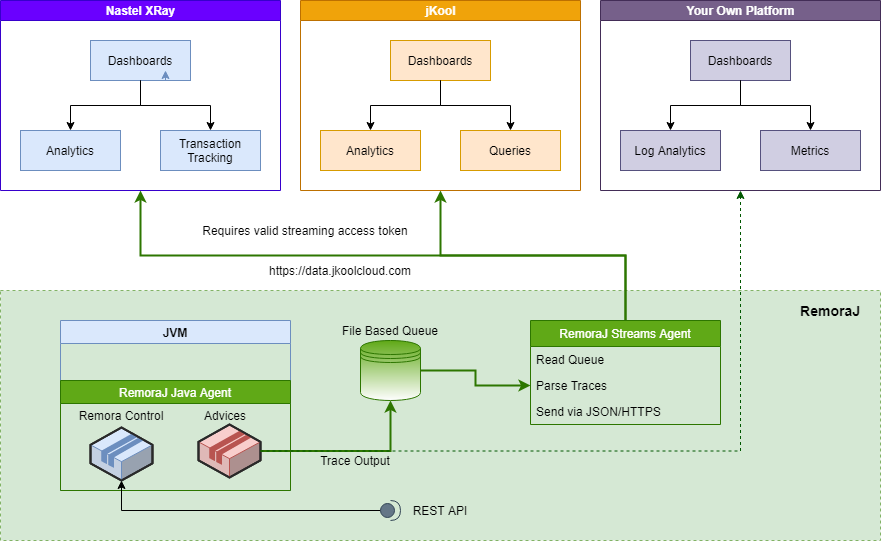 Nastel XRay
jKool
Your Own Platform
Dashboards
Dashboards
Dashboards
Analytics
Transaction
Tracking
Analytics
Queries
Log Analytics
Metrics
Requires valid streaming access token
https://data.jkoolcloud.com
RemoraJ
JVM
File Based Queue
RemoraJ Streams Agent
Read Queue
Parse Traces
Send via JSON/HTTPS
RemoraJ Java Agent
Remora Control
Advices
Trace Output
REST API